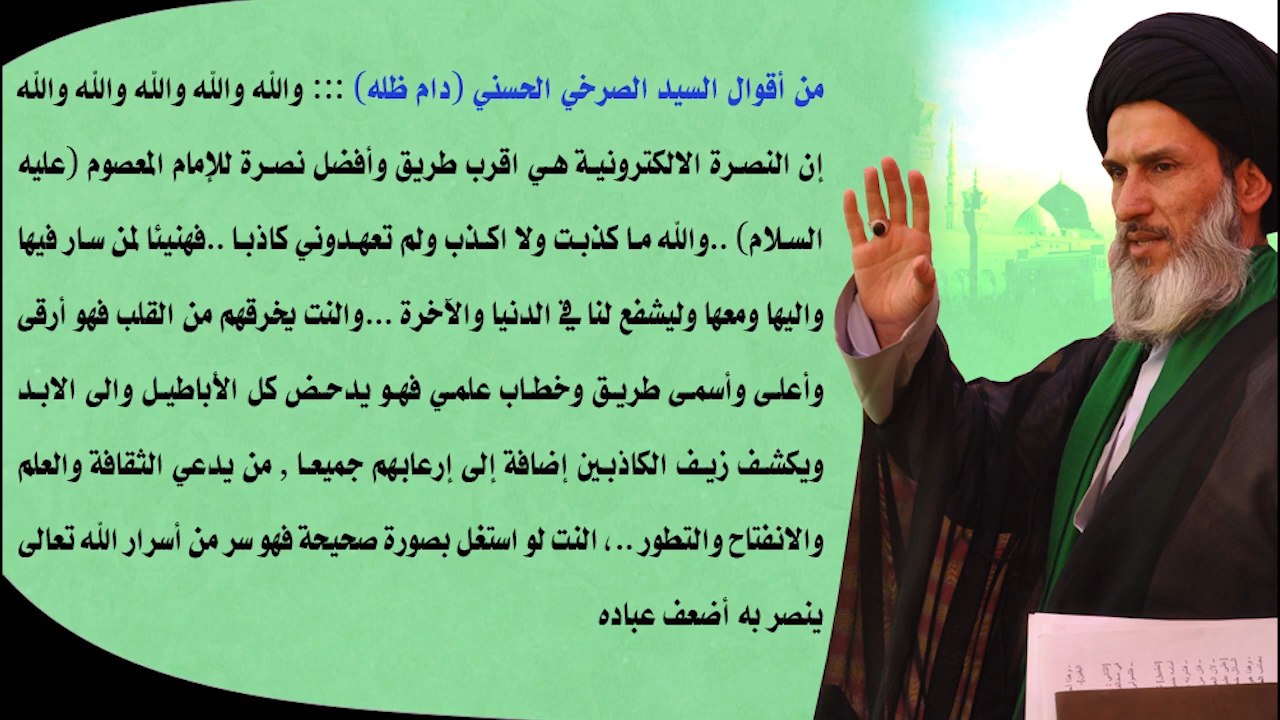 من أقوال السيد الصرخي الحسني (دام ظله) ::: والله والله والله والله والله
إن النصرة الالكترونية هي اقرب طريق وأفضل نصرة للإمام المعصوم (عليه
السلام) ..والله ما كذبت ولا اكذب ولم تعهدوني كاذبا ..فهنيئا لمن سار فيها
واليها ومعها وليشفع لنا في الدنيا والآخرة ...والنت يخرقهم من القلب فهو أرقى
وأعلى وأسمى طريق وخطاب علمي فهو يدحض كل الأباطيل والى الابد
ويكشف زيف الكاذبين إضافة إلى إرعابهم جميعا , من يدعي الثقافة والعلم
والانفتاح والتطور ..، النت لو استغل بصورة صحيحة فهو سر من أسرار الله تعالى
ينصر به أضعف عباده